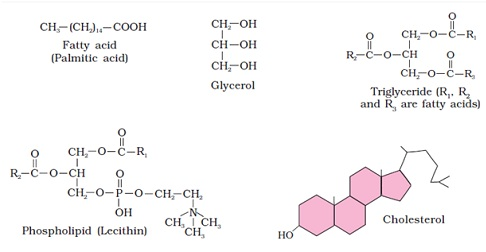 CH₃–(CH₂)₁₄–COOH
Fatty acid
(Palmitic acid)
CH₂–OH
CH–OH
CH₂–OH
Glycerol
O
CH₂–O–C–R₁
O
R₂–C–O–CH
O
CH₂–O–C–R₃
Triglyceride (R₁, R₂
and R₃ are fatty acids)
O
CH₂–O–C–R₁
O
R₂–C–O–CH
O
CH₂–O–P–O–CH₂–CH₂
OH
N
CH₃
CH₃
CH₃
Phospholipid (Lecithin)
HO
Cholesterol